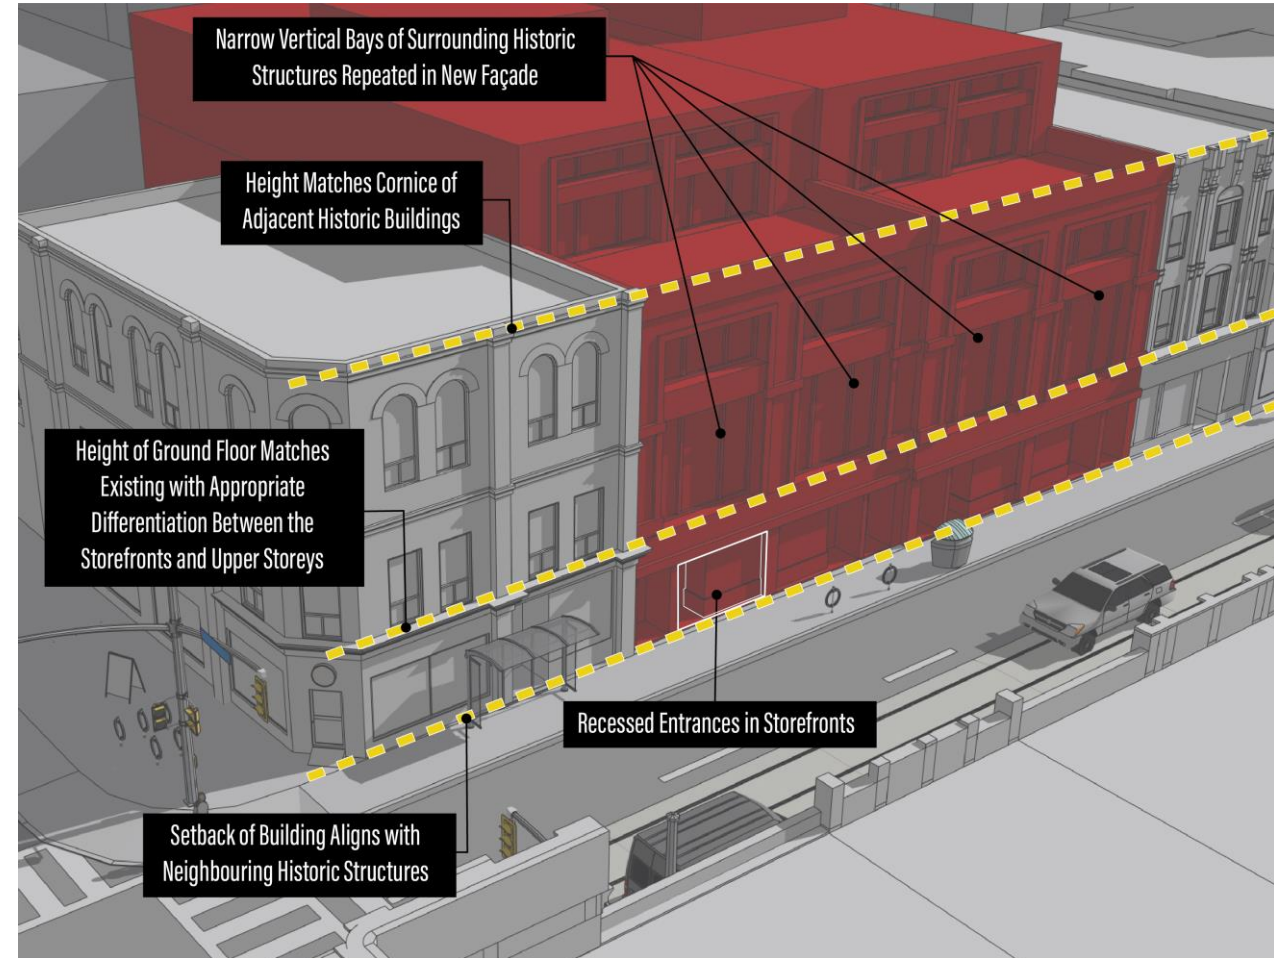 Narrow Vertical Bays of Surrounding Historic
Structures Repeated in New Façade
Height Matches Cornice of
Adjacent Historic Buildings
Height of Ground Floor Matches
Existing with Appropriate
Differentiation Between the
Storefronts and Upper Storeys
Recessed Entrances in Storefronts
Setback of Building Aligns with
Neighbouring Historic Structures